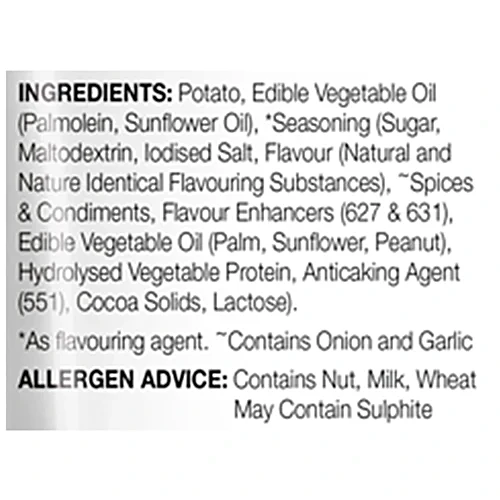 INGREDIENTS: Potato, Edible Vegetable Oil
(Palmolein, Sunflower Oil), *Seasoning (Sugar,
Maltodextrin, Iodised Salt, Flavour (Natural and
Nature Identical Flavouring Substances), ~Spices
& Condiments, Flavour Enhancers (627 & 631),
Edible Vegetable Oil (Palm, Sunflower, Peanut),
Hydrolysed Vegetable Protein, Anticaking Agent
(551), Cocoa Solids, Lactose).
*As flavouring agent. ~Contains Onion and Garlic
ALLERGEN ADVICE: Contains Nut, Milk, Wheat
May Contain Sulphite